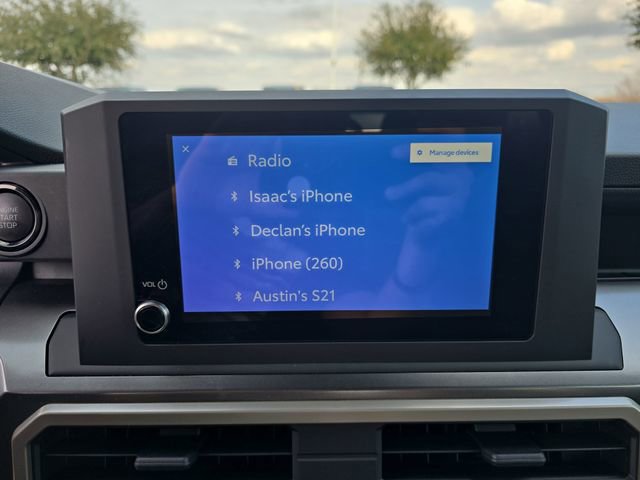 Radio
Manage devices
Isaac's iPhone
Declan's iPhone
iPhone (260)
Austin's S21
ENGINE
START
STOP
VOL